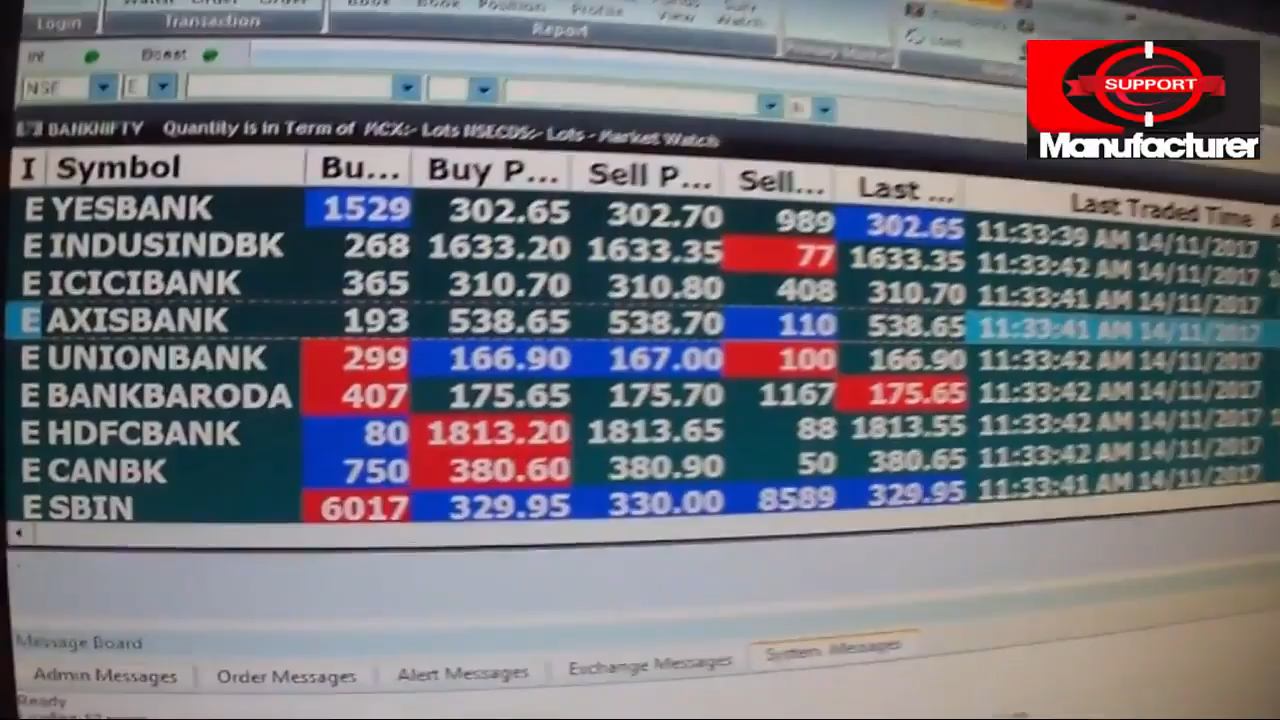 Login Transaction Report
SUPPORT
Manufacturer
NSE E
BANKNIFTY Quantity is in Term of MCX:- Lots NSECDS:- Lots - Market Watch
I Symbol Bu... Buy P... Sell P... Sell... Last ... Last Traded Time
E YESBANK 1529 302.65 302.70 989 302.65 11:33:39 AM 14/11/2017
E INDUSINDBK 268 1633.20 1633.35 77 1633.35 11:33:42 AM 14/11/2017
E ICICIBANK 365 310.70 310.80 408 310.70 11:33:41 AM 14/11/2017
E AXISBANK 193 538.65 538.70 110 538.65 11:33:41 AM 14/11/2017
E UNIONBANK 299 166.90 167.00 100 166.90 11:33:42 AM 14/11/2017
E BANKBARODA 407 175.65 175.70 1167 175.65 11:33:42 AM 14/11/2017
E HDFCBANK 80 1813.20 1813.65 88 1813.55 11:33:42 AM 14/11/2017
E CANBK 750 380.60 380.90 50 380.65 11:33:42 AM 14/11/2017
E SBIN 6017 329.95 330.00 8589 329.95 11:33:41 AM 14/11/2017
Message Board
Admin Messages Order Messages Alert Messages Exchange Messages System Messages
Ready